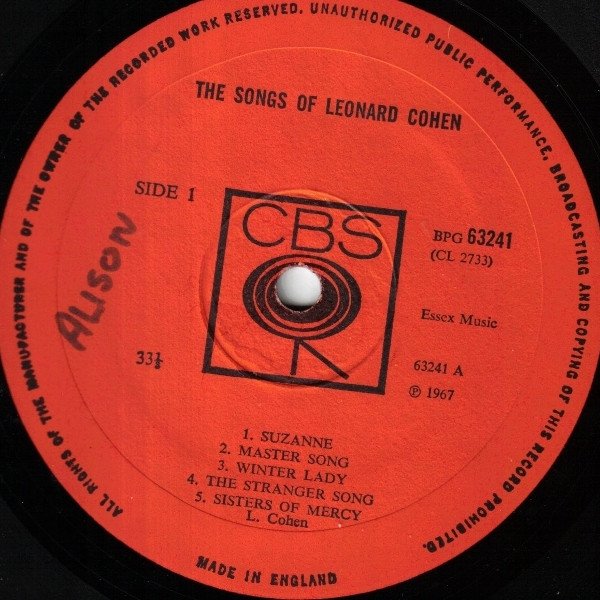 ALL RIGHTS OF THE MANUFACTURER AND OF THE OWNER OF THE RECORDED WORK RESERVED. UNAUTHORIZED PUBLIC PERFORMANCE, BROADCASTING AND COPYING OF THIS RECORD PROHIBITED.
THE SONGS OF LEONARD COHEN
SIDE 1
CBS
BPG 63241
(CL 2733)
ALISON
Essex Music
33⅓
63241 A
℗ 1967
1. SUZANNE
2. MASTER SONG
3. WINTER LADY
4. THE STRANGER SONG
5. SISTERS OF MERCY
L. Cohen
MADE IN ENGLAND